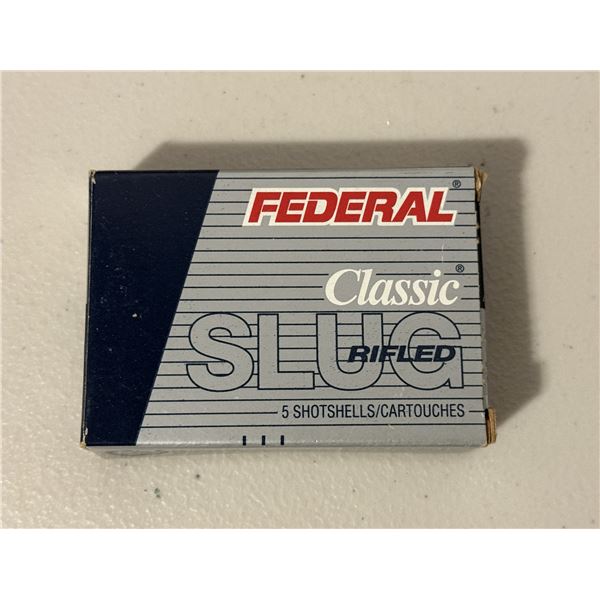 FEDERAL®
Classic®
SLUG
RIFLED
5 SHOTSHELLS/CARTOUCHES